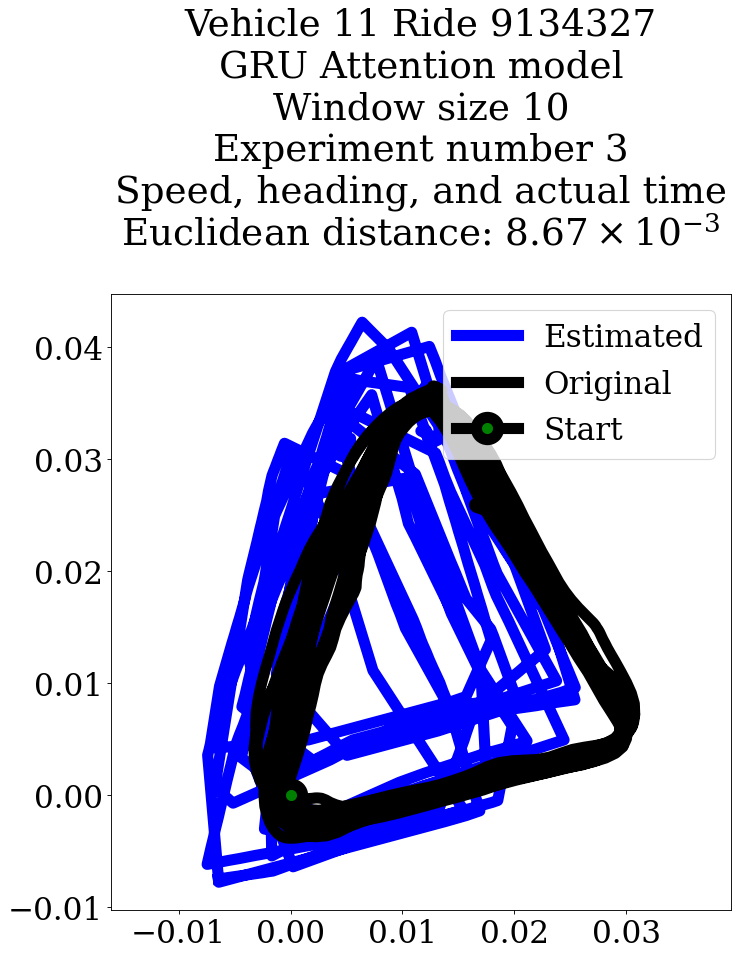 Vehicle 11 Ride 9134327
GRU Attention model
Window size 10
Experiment number 3
Speed, heading, and actual time
Euclidean distance: 8.67 × 10⁻³
Estimated
Original
Start
0.04
0.03
0.02
0.01
0.00
−0.01
−0.01 0.00 0.01 0.02 0.03